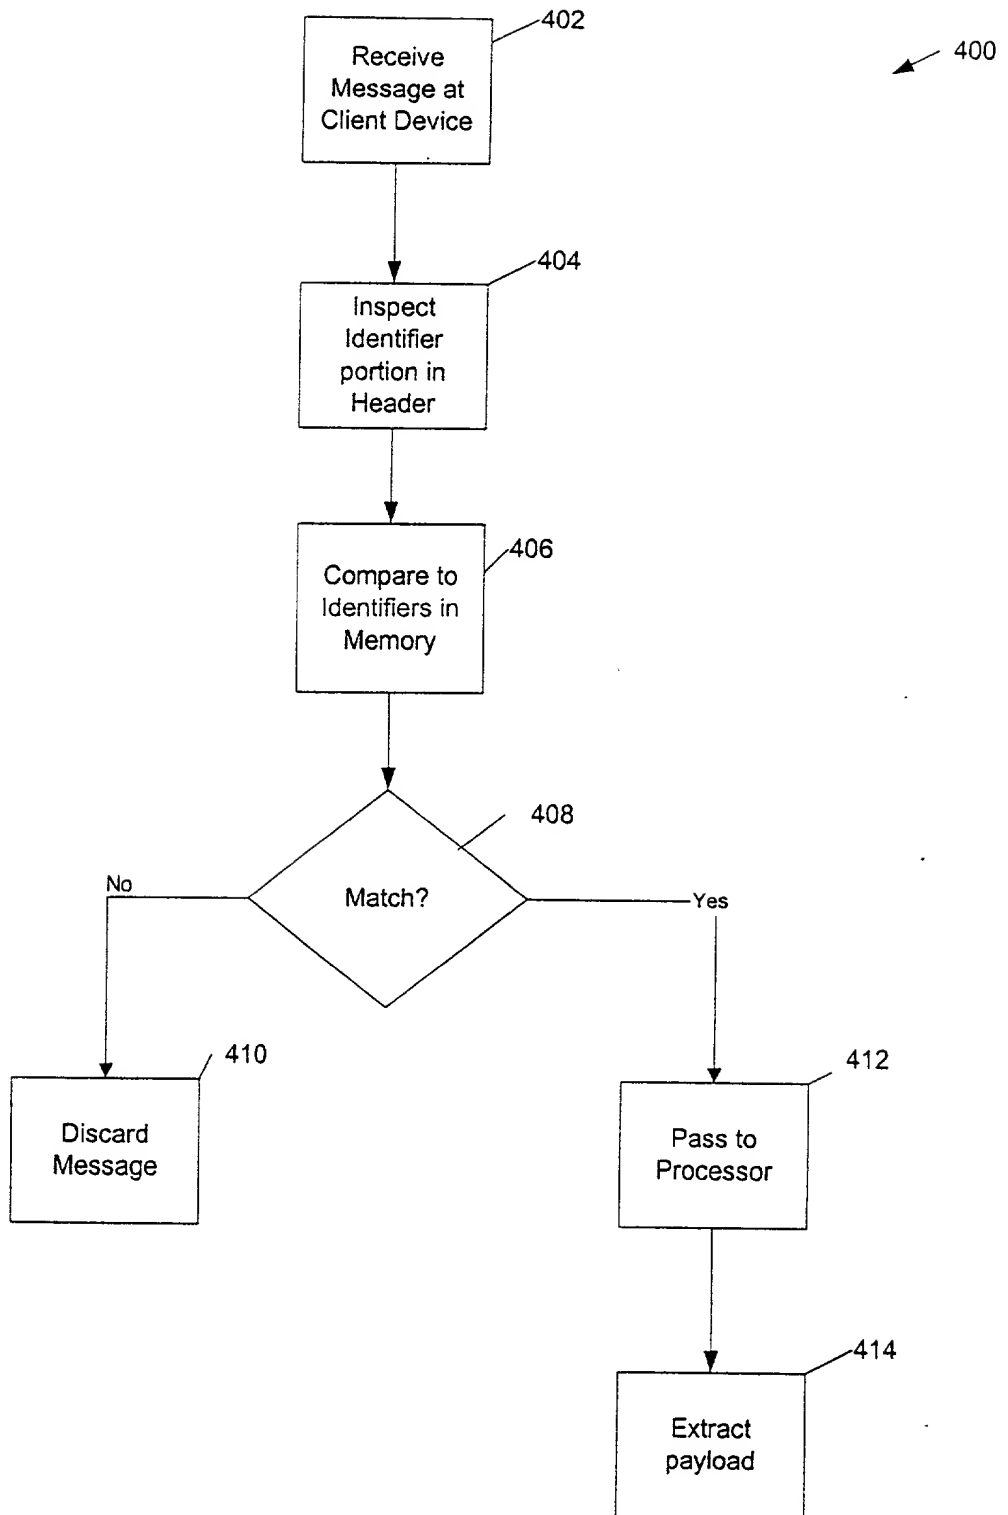 402
400
Receive
Message at
Client Device
404
Inspect
Identifier
portion in
Header
406
Compare to
Identifiers in
Memory
408
Match?
No
Yes
410
Discard
Message
412
Pass to
Processor
414
Extract
payload